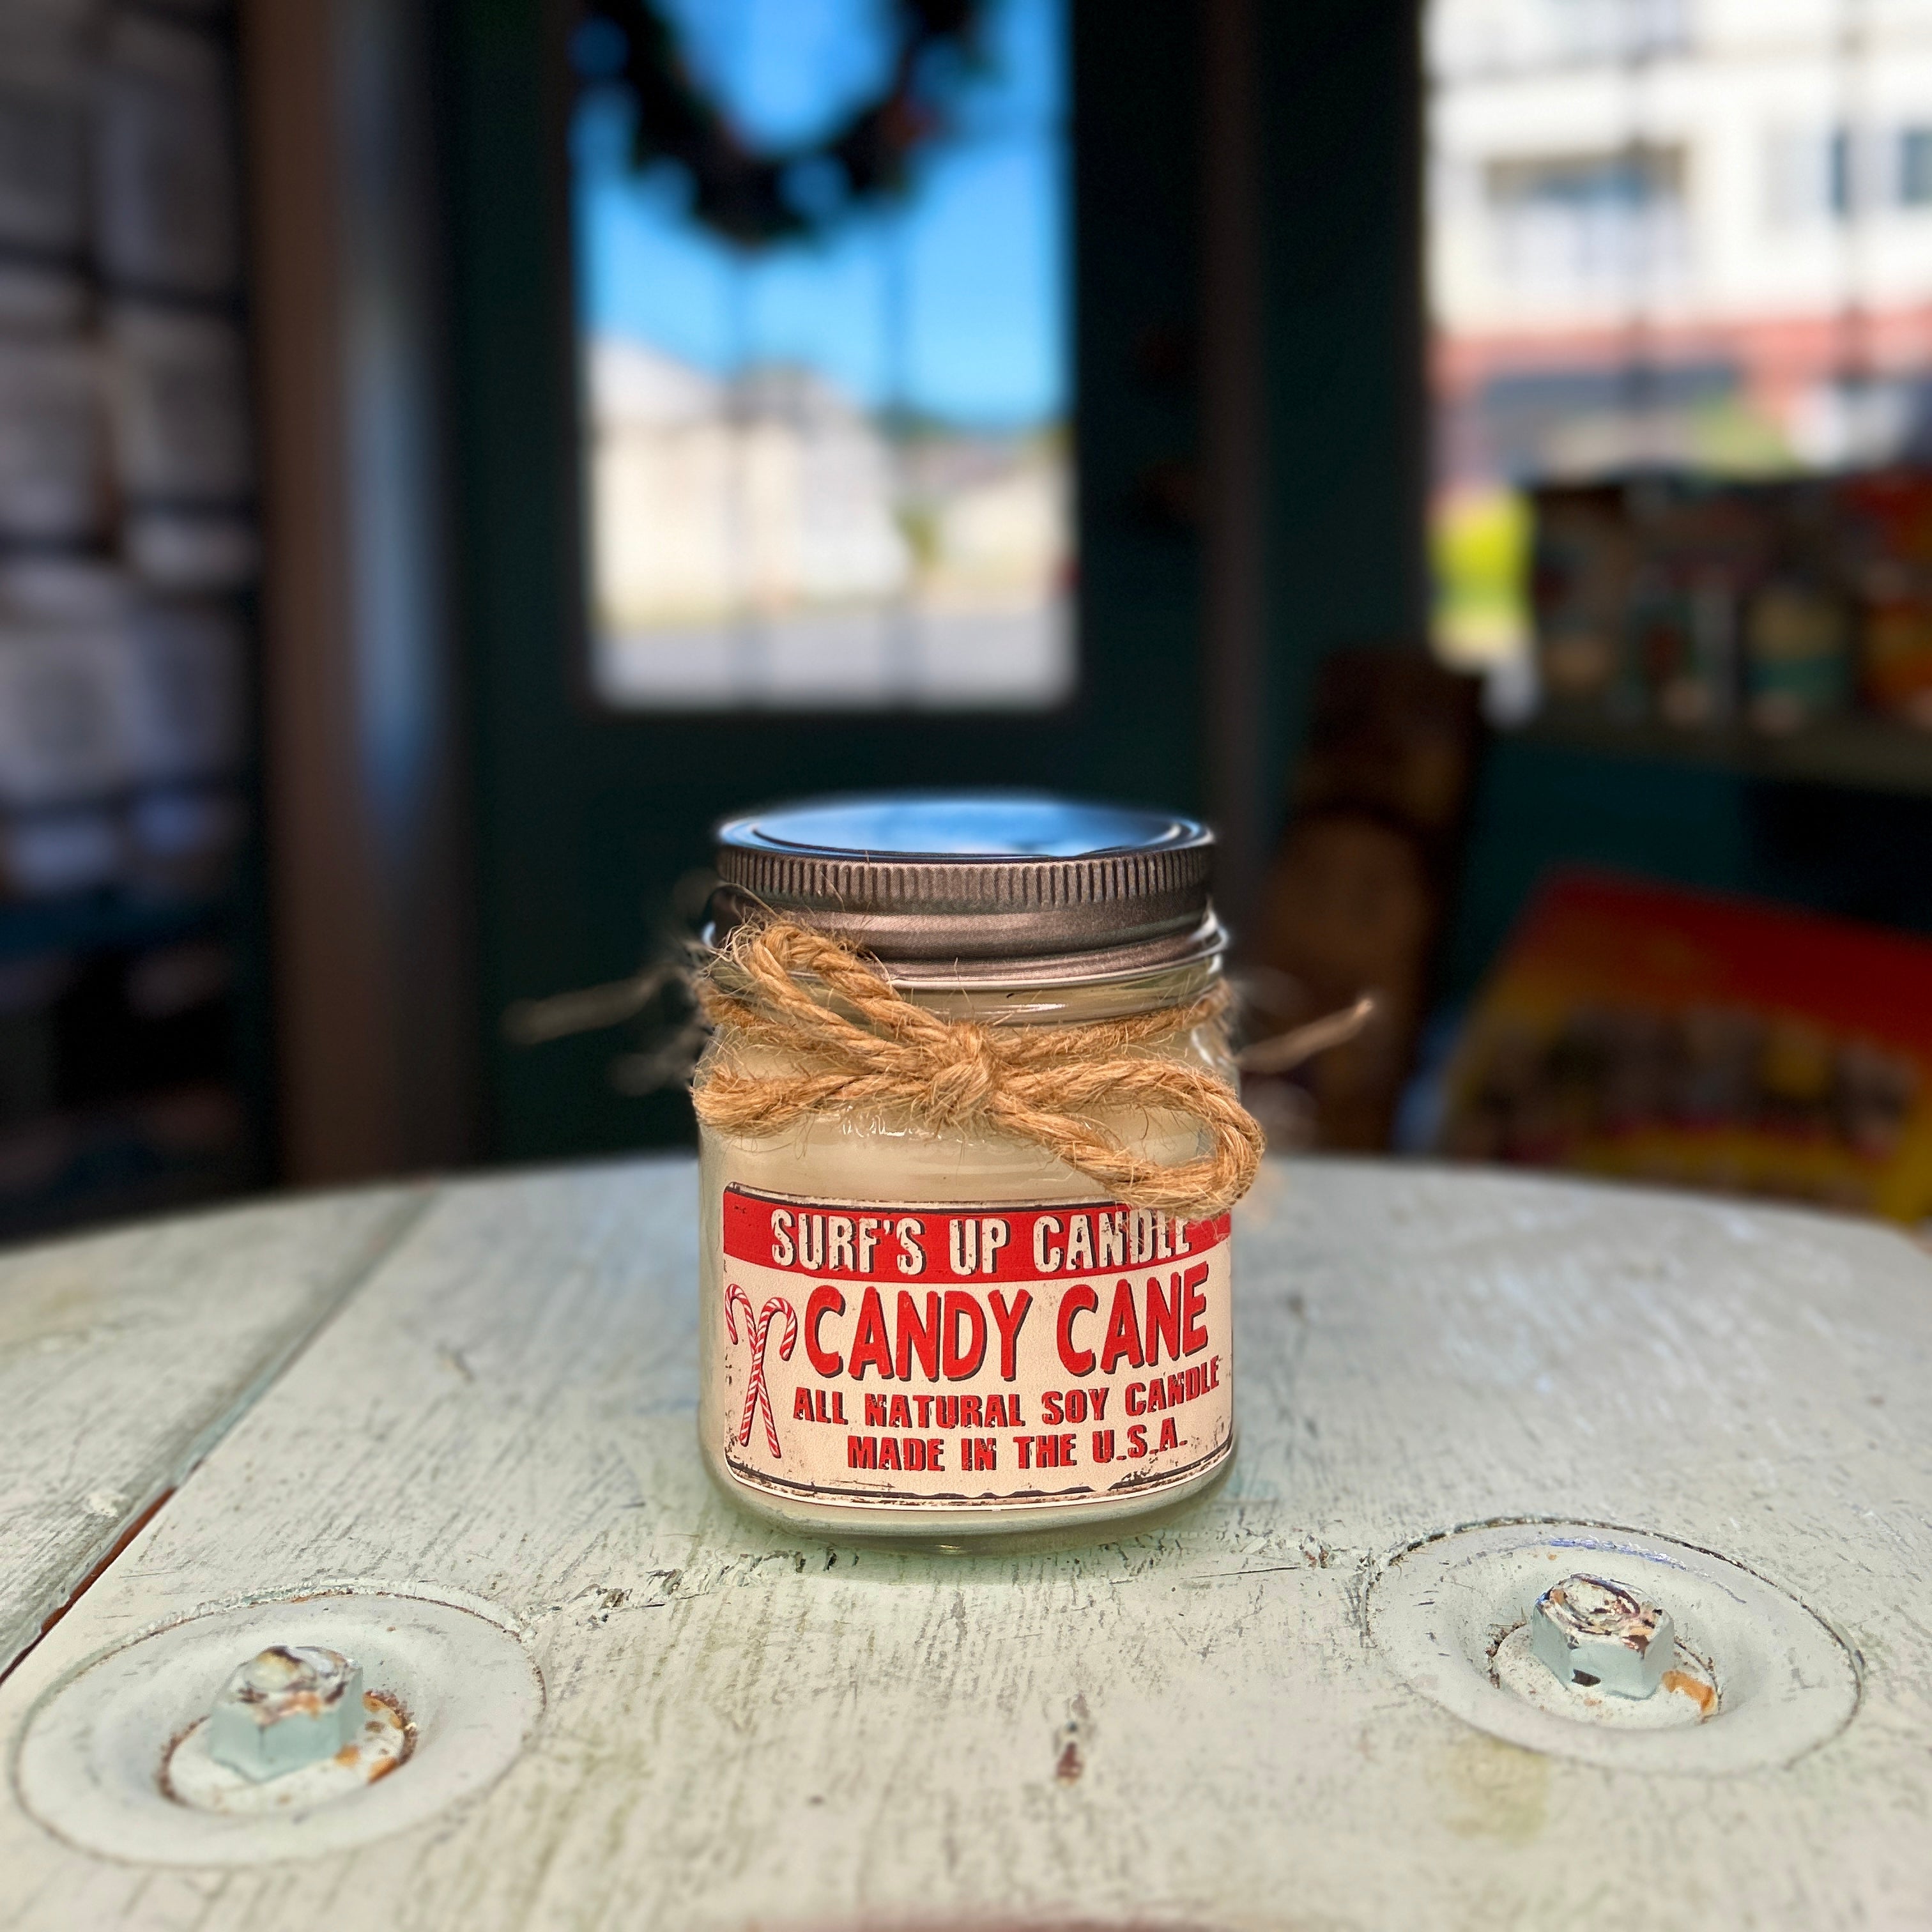 SURF'S UP CANDLE
CANDY CANE
ALL NATURAL SOY CANDLE
MADE IN THE U.S.A.